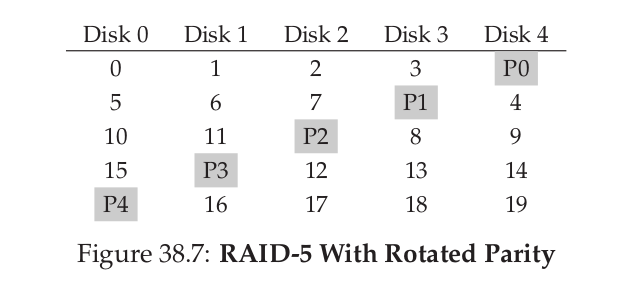 Disk 0 Disk 1 Disk 2 Disk 3 Disk 4
0 1 2 3 P0
5 6 7 P1 4
10 11 P2 8 9
15 P3 12 13 14
P4 16 17 18 19
Figure 38.7: RAID-5 With Rotated Parity